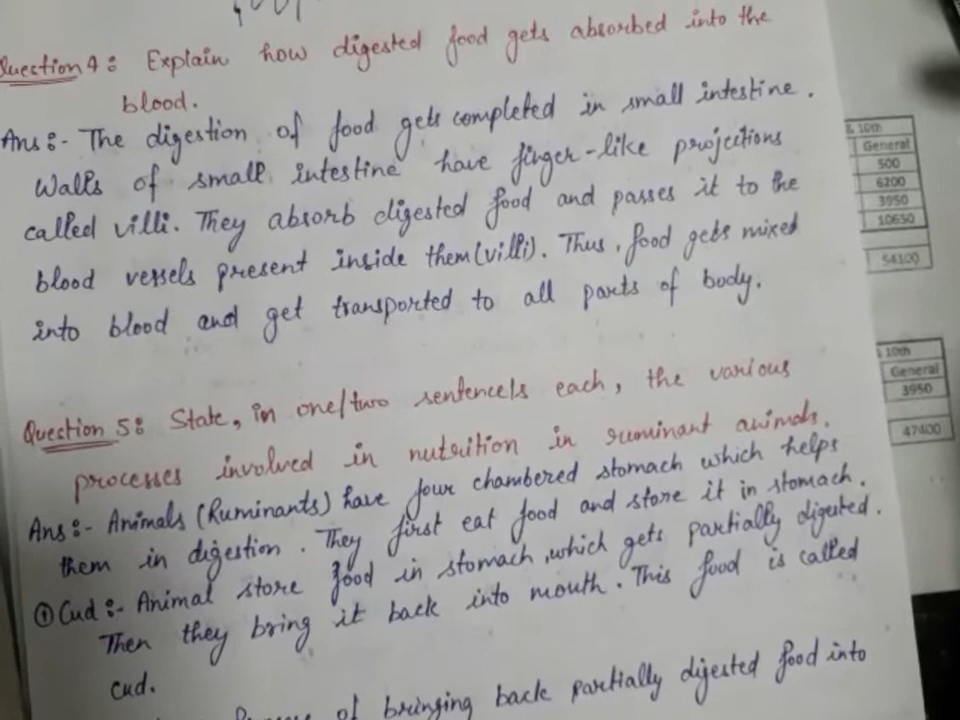 Question 4: Explain how digested food gets absorbed into the
blood.
Ans:- The digestion of food gets completed in small intestine.
Walls of small intestine have finger-like projections
called villi. They absorb digested food and passes it to the
blood vessels present inside them (villi). Thus, food gets mixed
into blood and get transported to all parts of body.
Question 5: State, in one/two sentence/s each, the various
processes involved in nutrition in ruminant animals.
Ans:- Animals (Ruminants) have four chambered stomach which helps
them in digestion. They first eat food and store it in stomach.
① Cud :- Animal store food in stomach, which gets partially digested.
Then they bring it back into mouth. This food is called
cud.
of bringing back partially digested food into
& 10th
General
500
6200
3950
10650
54100
10th
General
3950
47400